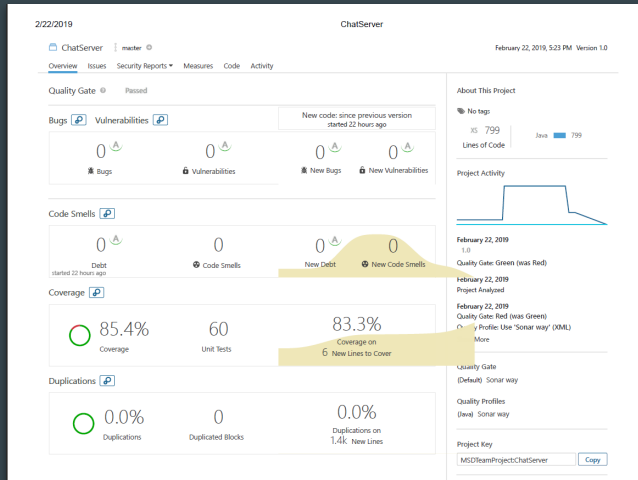 2/22/2019 ChatServer
ChatServer master
February 22, 2019, 5:23 PM Version 1.0
Overview Issues Security Reports Measures Code Activity
Quality Gate Passed
Bugs Vulnerabilities
New code: since previous version
started 22 hours ago
0 A 0 A 0 A 0 A
Bugs Vulnerabilities New Bugs New Vulnerabilities
Code Smells
0 A 0 0 A 0
Debt Code Smells New Debt New Code Smells
started 22 hours ago
Coverage
85.4% 60 83.3%
Coverage Unit Tests Coverage on
6 New Lines to Cover
Duplications
0.0% 0 0.0%
Duplications Duplicated Blocks Duplications on
1.4k New Lines
About This Project
No tags
XS 799 Java 799
Lines of Code
Project Activity
February 22, 2019
1.0
Quality Gate: Green (was Red)
February 22, 2019
Project Analyzed
February 22, 2019
Quality Gate: Red (was Green)
Profile: Use 'Sonar way' (XML)
More
Quality Gate
(Default) Sonar way
Quality Profiles
(Java) Sonar way
Project Key
MSDTeamProject:ChatServer Copy